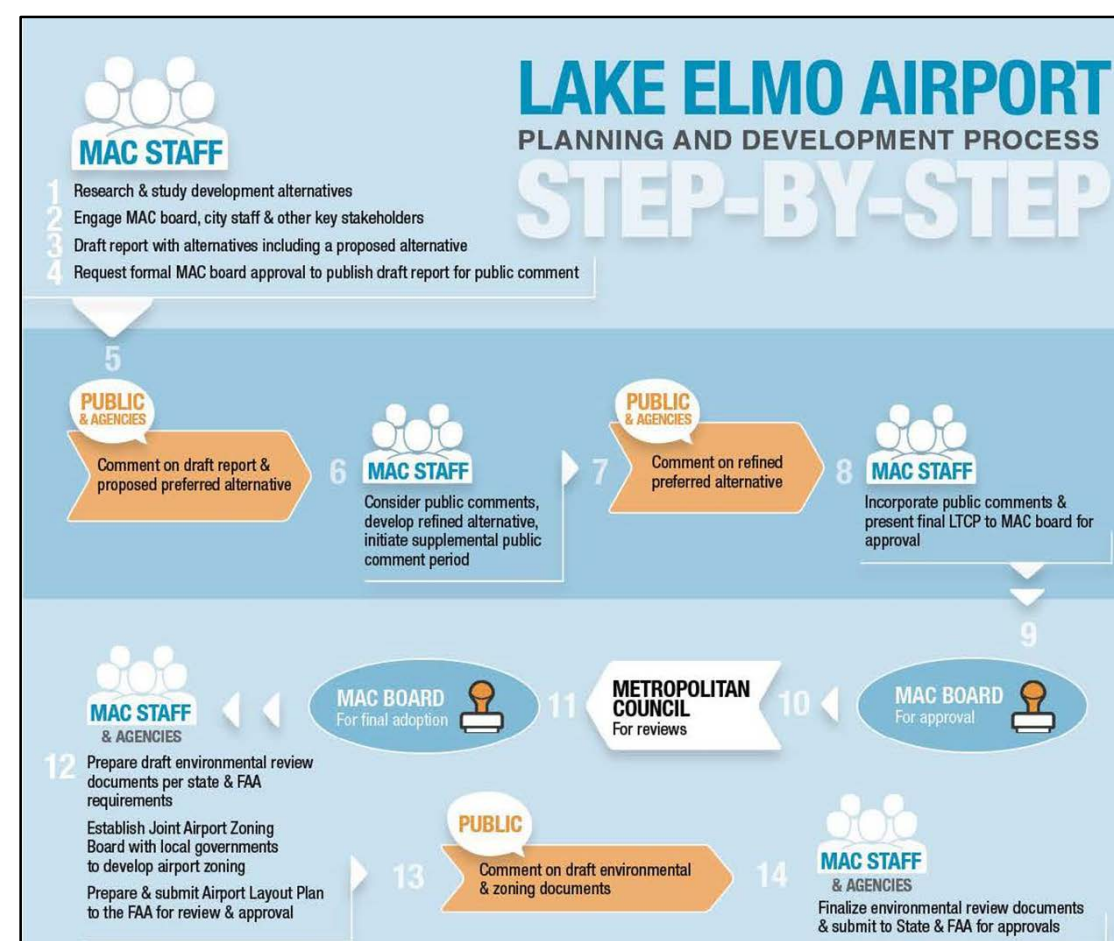 LAKE ELMO AIRPORT
PLANNING AND DEVELOPMENT PROCESS
STEP-BY-STEP
MAC STAFF
1 Research & study development alternatives
2 Engage MAC board, city staff & other key stakeholders
3 Draft report with alternatives including a proposed alternative
4 Request formal MAC board approval to publish draft report for public comment
5
PUBLIC
& AGENCIES
Comment on draft report &
proposed preferred alternative
6
MAC STAFF
Consider public comments,
develop refined alternative,
initiate supplemental public
comment period
7
PUBLIC
& AGENCIES
Comment on refined
preferred alternative
8
MAC STAFF
Incorporate public comments &
present final LTCP to MAC board for
approval
9
MAC BOARD
For approval
10
METROPOLITAN
COUNCIL
For reviews
11
MAC BOARD
For final adoption
MAC STAFF
& AGENCIES
12 Prepare draft environmental review
documents per state & FAA
requirements
Establish Joint Airport Zoning
Board with local governments
to develop airport zoning
Prepare & submit Airport Layout Plan
to the FAA for review & approval
13
PUBLIC
Comment on draft environmental
& zoning documents
14
MAC STAFF
& AGENCIES
Finalize environmental review documents
& submit to State & FAA for approvals